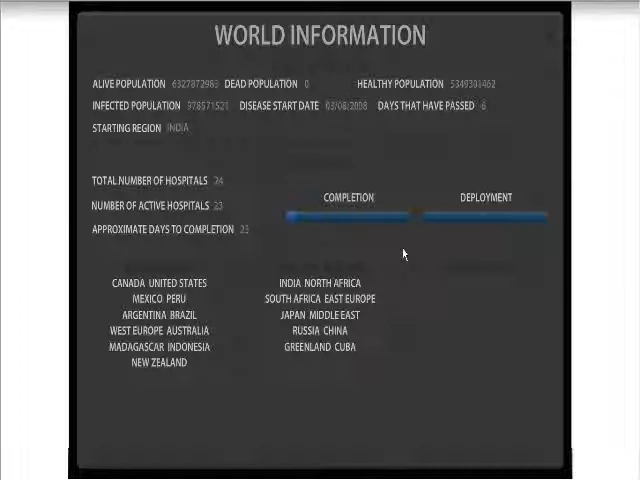 WORLD INFORMATION
ALIVE POPULATION 6327872983 DEAD POPULATION 0 HEALTHY POPULATION 5349301462
INFECTED POPULATION 978571521 DISEASE START DATE 03/08/2008 DAYS THAT HAVE PASSED 6
STARTING REGION INDIA
TOTAL NUMBER OF HOSPITALS 24
COMPLETION DEPLOYMENT
NUMBER OF ACTIVE HOSPITALS 23
APPROXIMATE DAYS TO COMPLETION 23
CANADA UNITED STATES INDIA NORTH AFRICA
MEXICO PERU SOUTH AFRICA EAST EUROPE
ARGENTINA BRAZIL JAPAN MIDDLE EAST
WEST EUROPE AUSTRALIA RUSSIA CHINA
MADAGASCAR INDONESIA GREENLAND CUBA
NEW ZEALAND